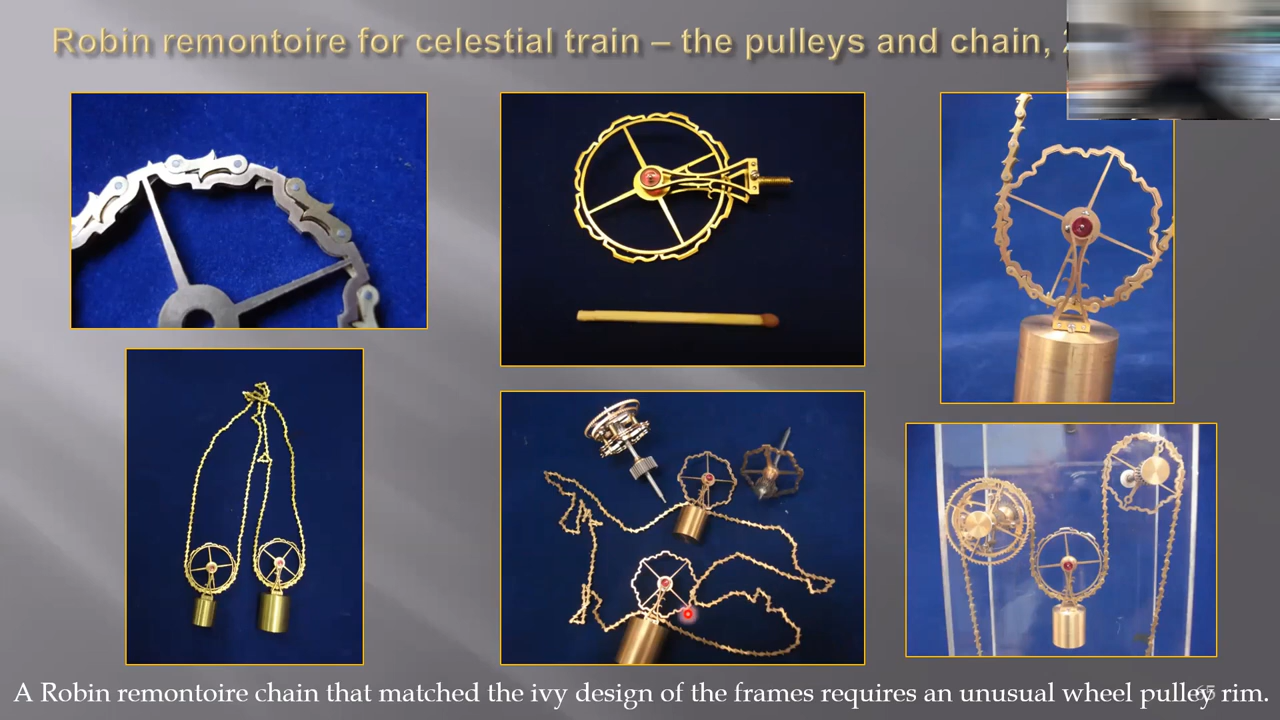 Robin remontoire for celestial train – the pulleys and chain,
A Robin remontoire chain that matched the ivy design of the frames requires an unusual wheel pulley rim.
65